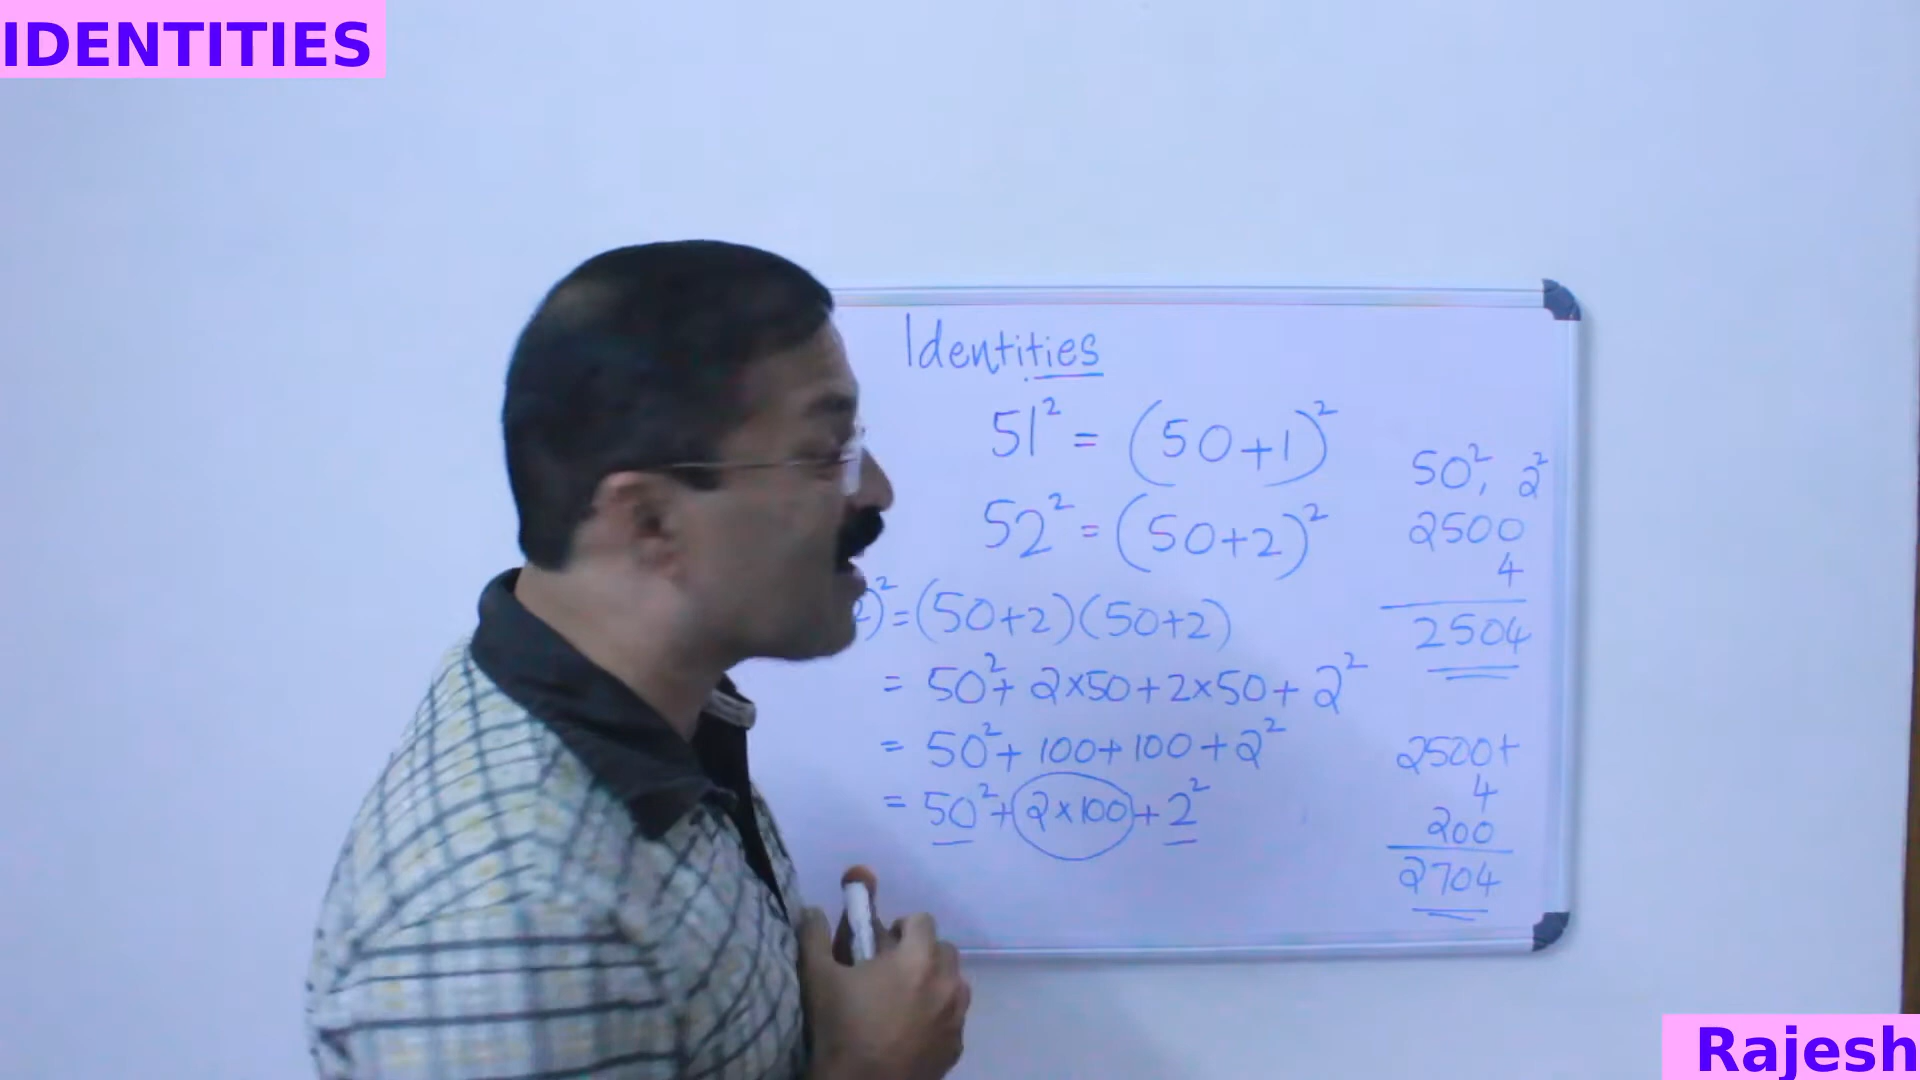 IDENTITIES
Identities
51² = (50+1)²
52² = (50+2)²
2)² = (50+2)(50+2)
= 50² + 2×50 + 2×50 + 2²
= 50² + 100 + 100 + 2²
= 50² + 2×100 + 2²
50², 2²
2500
4
2504
2500+
4
200
2704
Rajesh